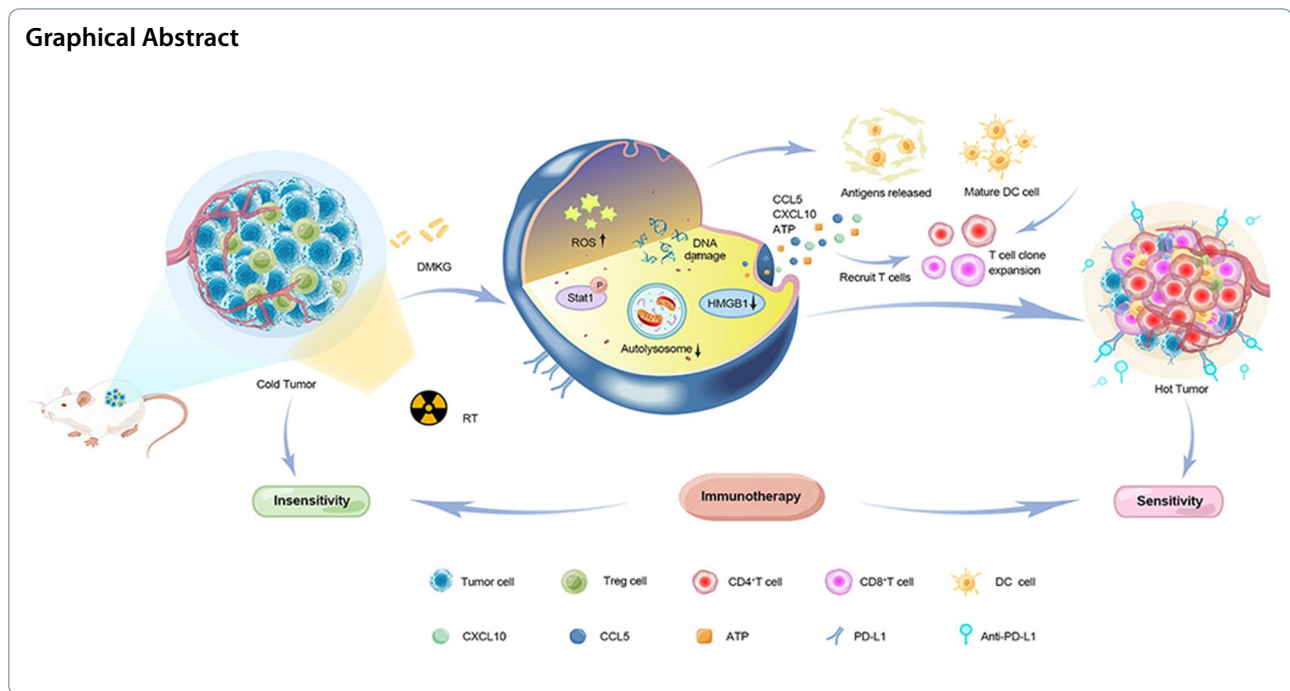 Graphical Abstract
Antigens released
Mature DC cell
CCL5
CXCL10
ATP
ROS ↑
DNA
damage
DMKG
T cell clone
expansion
Recruit T cells
P
Stat1
HMGB1 ↓
Autolysosome ↓
Cold Tumor
Hot Tumor
RT
Insensitivity
Immunotherapy
Sensitivity
Tumor cell
Treg cell
CD4⁺T cell
CD8⁺T cell
DC cell
CXCL10
CCL5
ATP
PD-L1
Anti-PD-L1